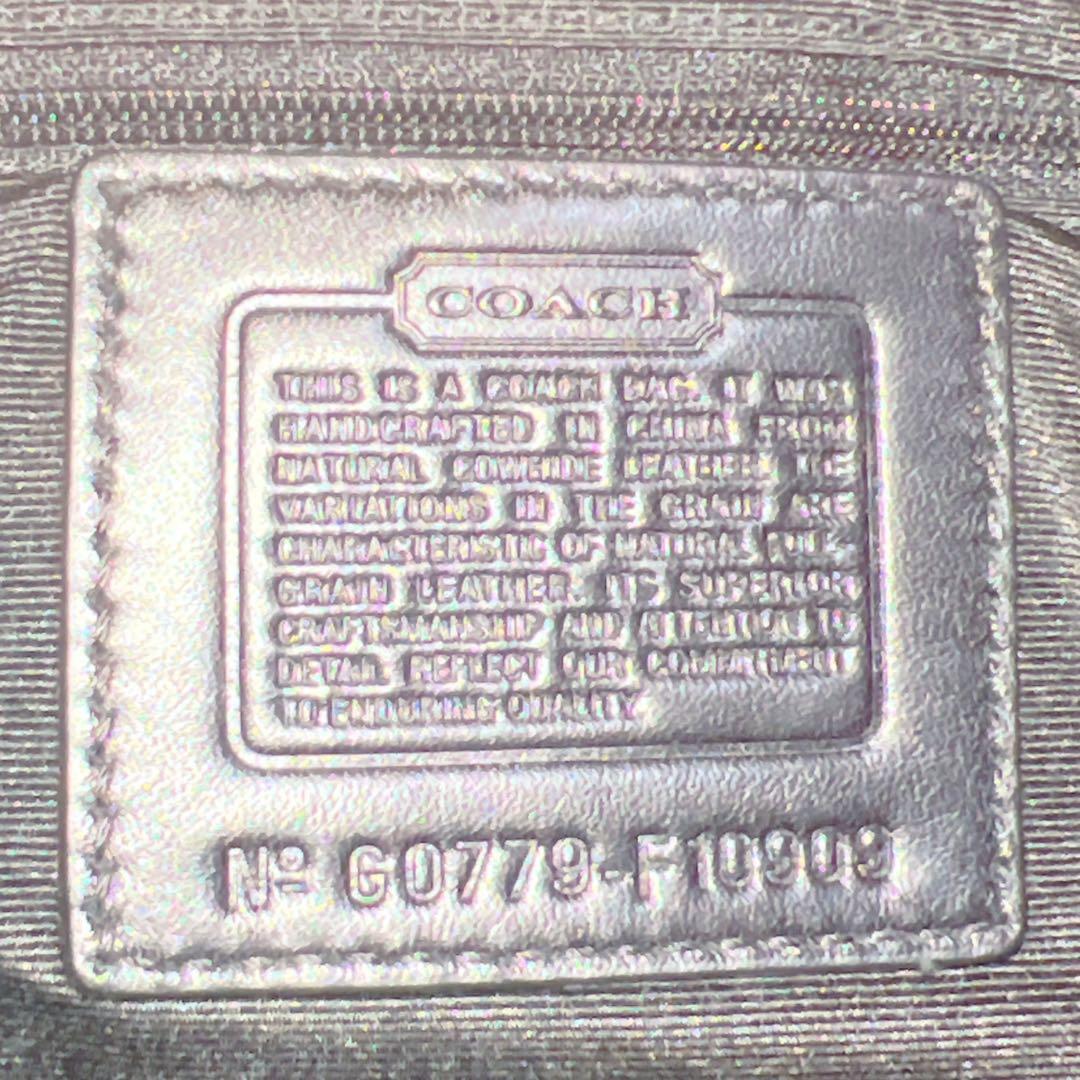 COACH
THIS IS A COACH BAG. IT WAS
HANDCRAFTED IN CHINA FROM
NATURAL COWHIDE LEATHER. THE
VARIATIONS IN THE GRAIN ARE
CHARACTERISTIC OF NATURAL FULL
GRAIN LEATHER. ITS SUPERIOR
CRAFTSMANSHIP AND ATTENTION TO
DETAIL REFLECT OUR COMMITMENT
TO ENDURING QUALITY.
Nº G0779-F10909